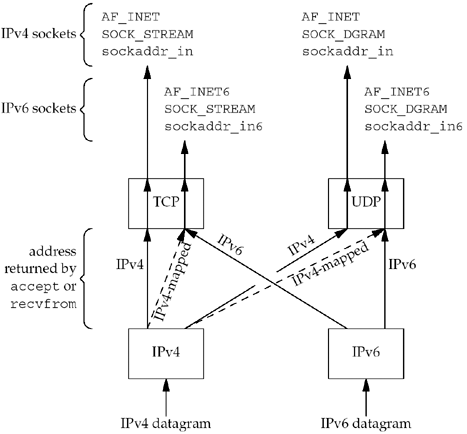 IPv4 sockets
AF_INET
SOCK_STREAM
sockaddr_in
AF_INET
SOCK_DGRAM
sockaddr_in
IPv6 sockets
AF_INET6
SOCK_STREAM
sockaddr_in6
AF_INET6
SOCK_DGRAM
sockaddr_in6
TCP
UDP
address
returned by
accept or
recvfrom
IPv4
IPv4-mapped
IPv6
IPv4
IPv4-mapped
IPv6
IPv4
IPv6
IPv4 datagram
IPv6 datagram